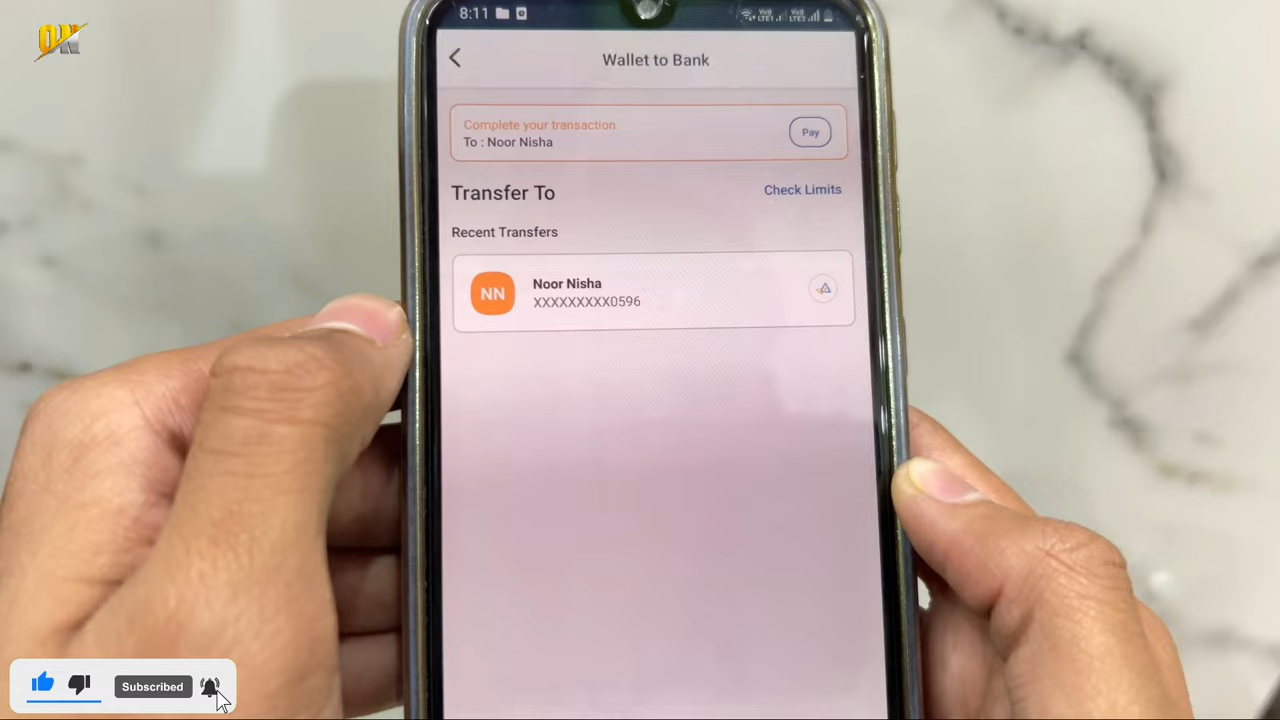 ON
8:11
Wallet to Bank
Complete your transaction
To : Noor Nisha
Pay
Transfer To
Check Limits
Recent Transfers
NN
Noor Nisha
XXXXXXXXX0596
Subscribed